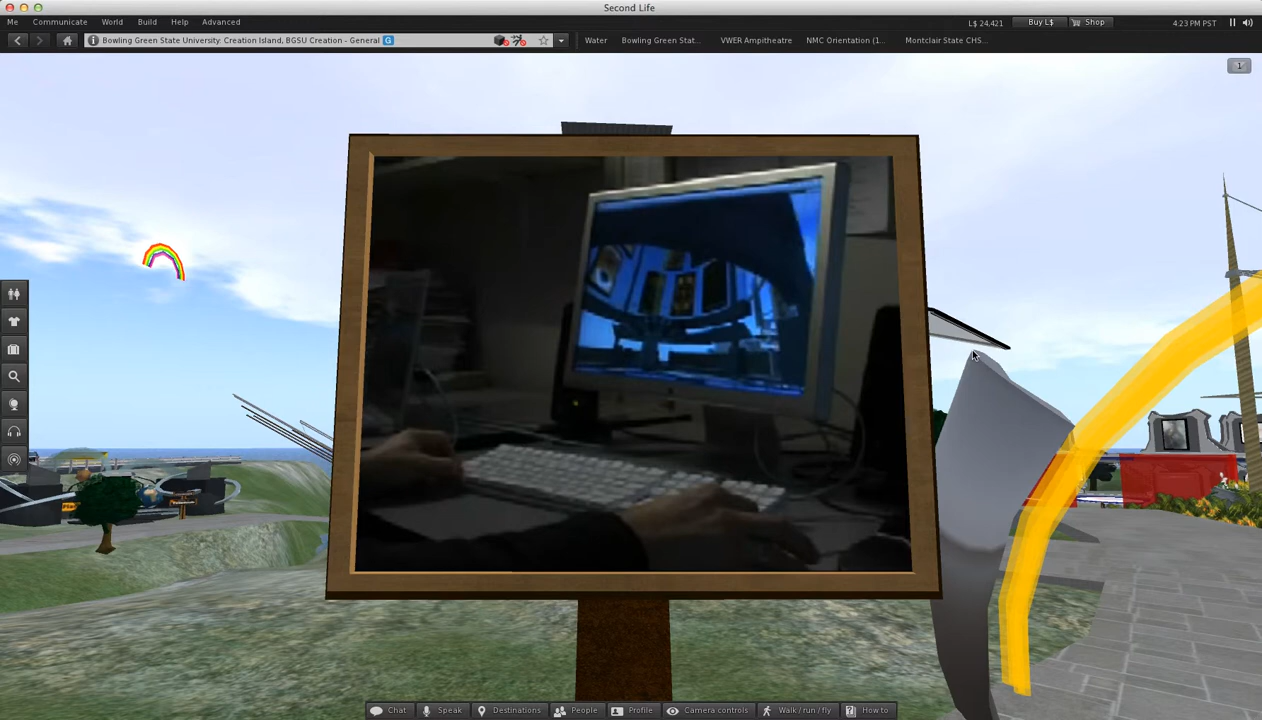 Second Life
Me Communicate World Build Help Advanced
L$ 24,421 Buy L$ Shop 4:23 PM PST
Bowling Green State University: Creation Island, BGSU Creation - General G
Water Bowling Green Stat... VWER Ampitheatre NMC Orientation (1... Montclair State CHS...
1
Chat Speak Destinations People Profile Camera controls Walk / run / fly How to